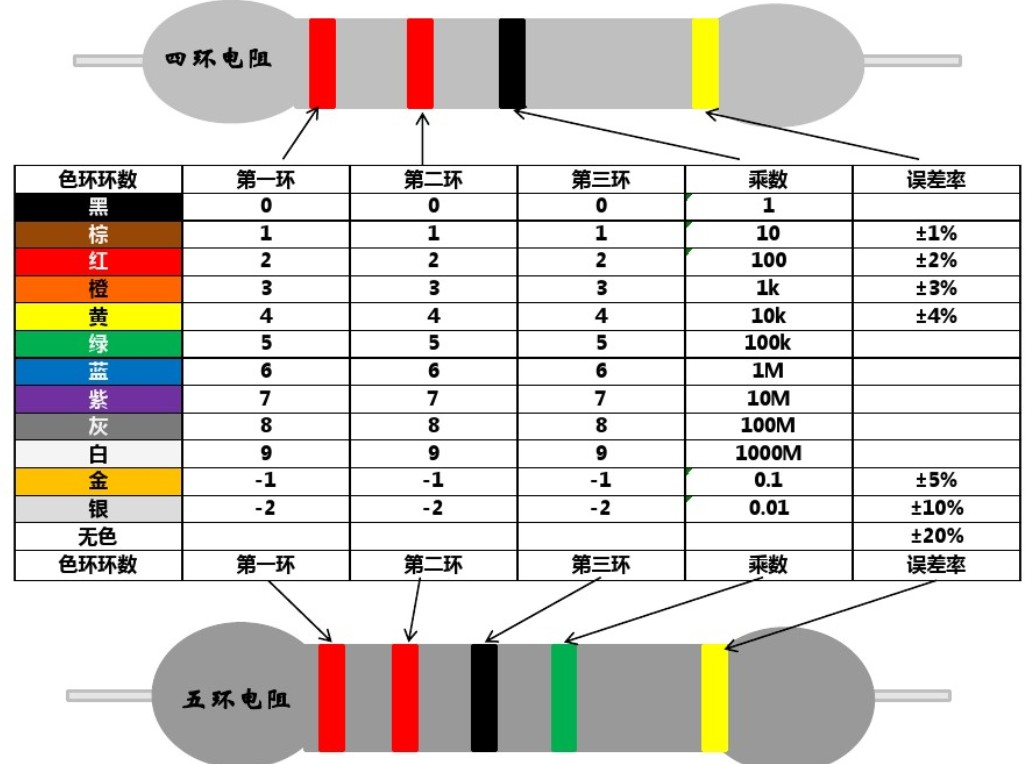 四环电阻
色环环数 第一环 第二环 第三环 乘数 误差率
黑 0 0 0 1
棕 1 1 1 10 ±1%
红 2 2 2 100 ±2%
橙 3 3 3 1k ±3%
黄 4 4 4 10k ±4%
绿 5 5 5 100k
蓝 6 6 6 1M
紫 7 7 7 10M
灰 8 8 8 100M
白 9 9 9 1000M
金 -1 -1 -1 0.1 ±5%
银 -2 -2 -2 0.01 ±10%
无色 ±20%
色环环数 第一环 第二环 第三环 乘数 误差率
五环电阻